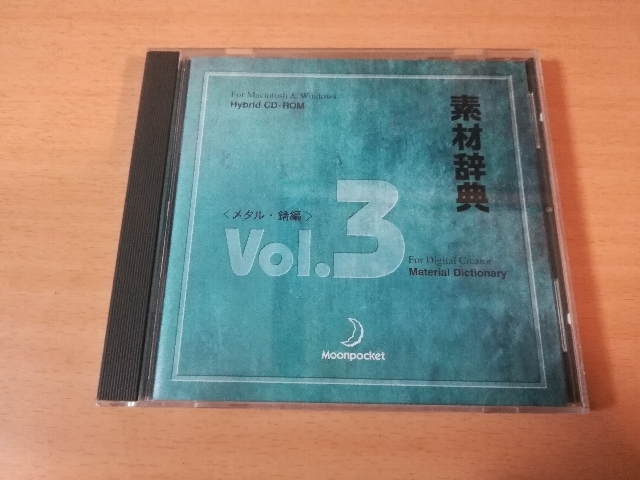 For Macintosh & Windows
Hybrid CD-ROM
素材辞典
〈メタル・錆編〉
Vol.3
For Digital Creator
Material Dictionary
Moonpocket